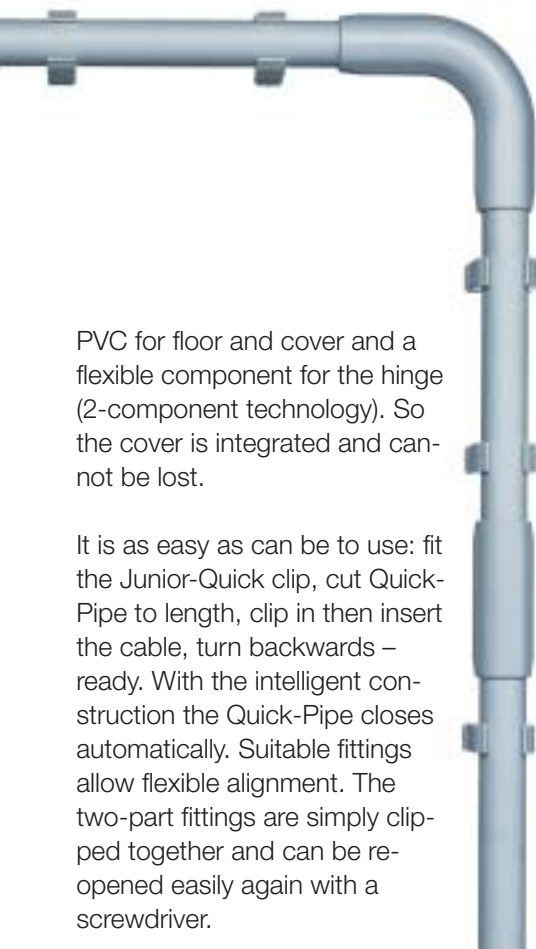 PVC for floor and cover and a
flexible component for the hinge
(2-component technology). So
the cover is integrated and can-
not be lost.
It is as easy as can be to use: fit
the Junior-Quick clip, cut Quick-
Pipe to length, clip in then insert
the cable, turn backwards –
ready. With the intelligent con-
struction the Quick-Pipe closes
automatically. Suitable fittings
allow flexible alignment. The
two-part fittings are simply clip-
ped together and can be re-
opened easily again with a
screwdriver.